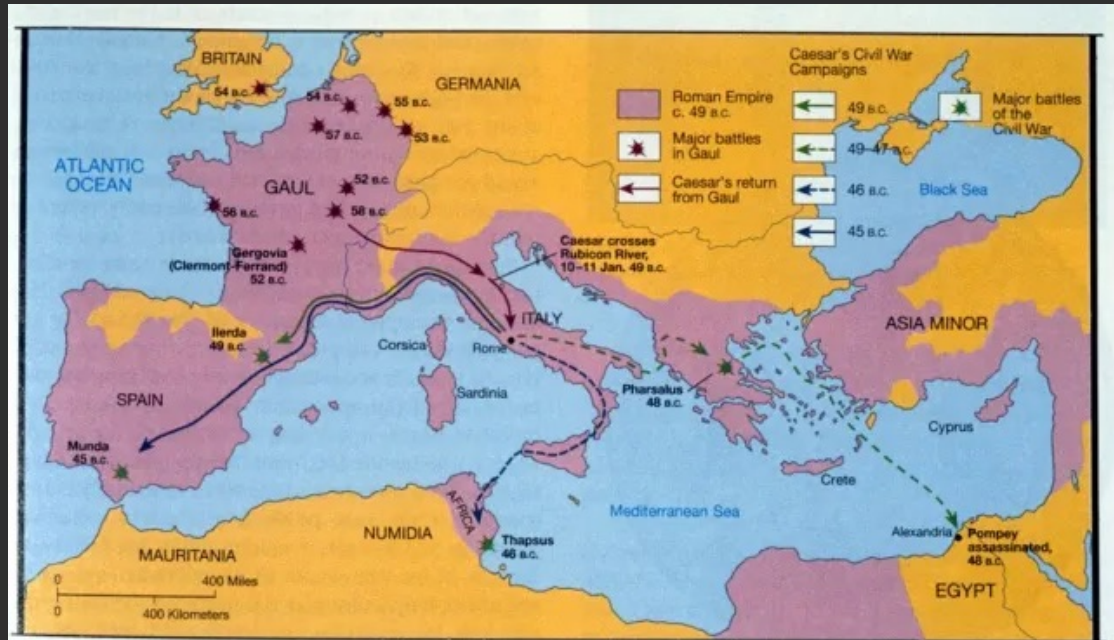 BRITAIN
54 B.C.
GERMANIA
54 B.C.
55 B.C.
57 B.C.
53 B.C.
ATLANTIC
OCEAN
GAUL
52 B.C.
56 B.C.
58 B.C.
Gergovia
(Clermont-Ferrand)
52 B.C.
Roman Empire
c. 49 B.C.
Major battles
in Gaul
Caesar's return
from Gaul
Caesar's Civil War
Campaigns
49 B.C.
49–47 B.C.
46 B.C.
45 B.C.
Major battles
of the
Civil War
Black Sea
Caesar crosses
Rubicon River,
10–11 Jan. 49 B.C.
ITALY
Rome
Corsica
Sardinia
Ilerda
49 B.C.
SPAIN
Munda
45 B.C.
Pharsalus
48 B.C.
ASIA MINOR
Cyprus
Crete
Mediterranean Sea
AFRICA
Thapsus
46 B.C.
NUMIDIA
MAURITANIA
Alexandria
Pompey
assassinated,
48 B.C.
EGYPT
0 400 Miles
0 400 Kilometers